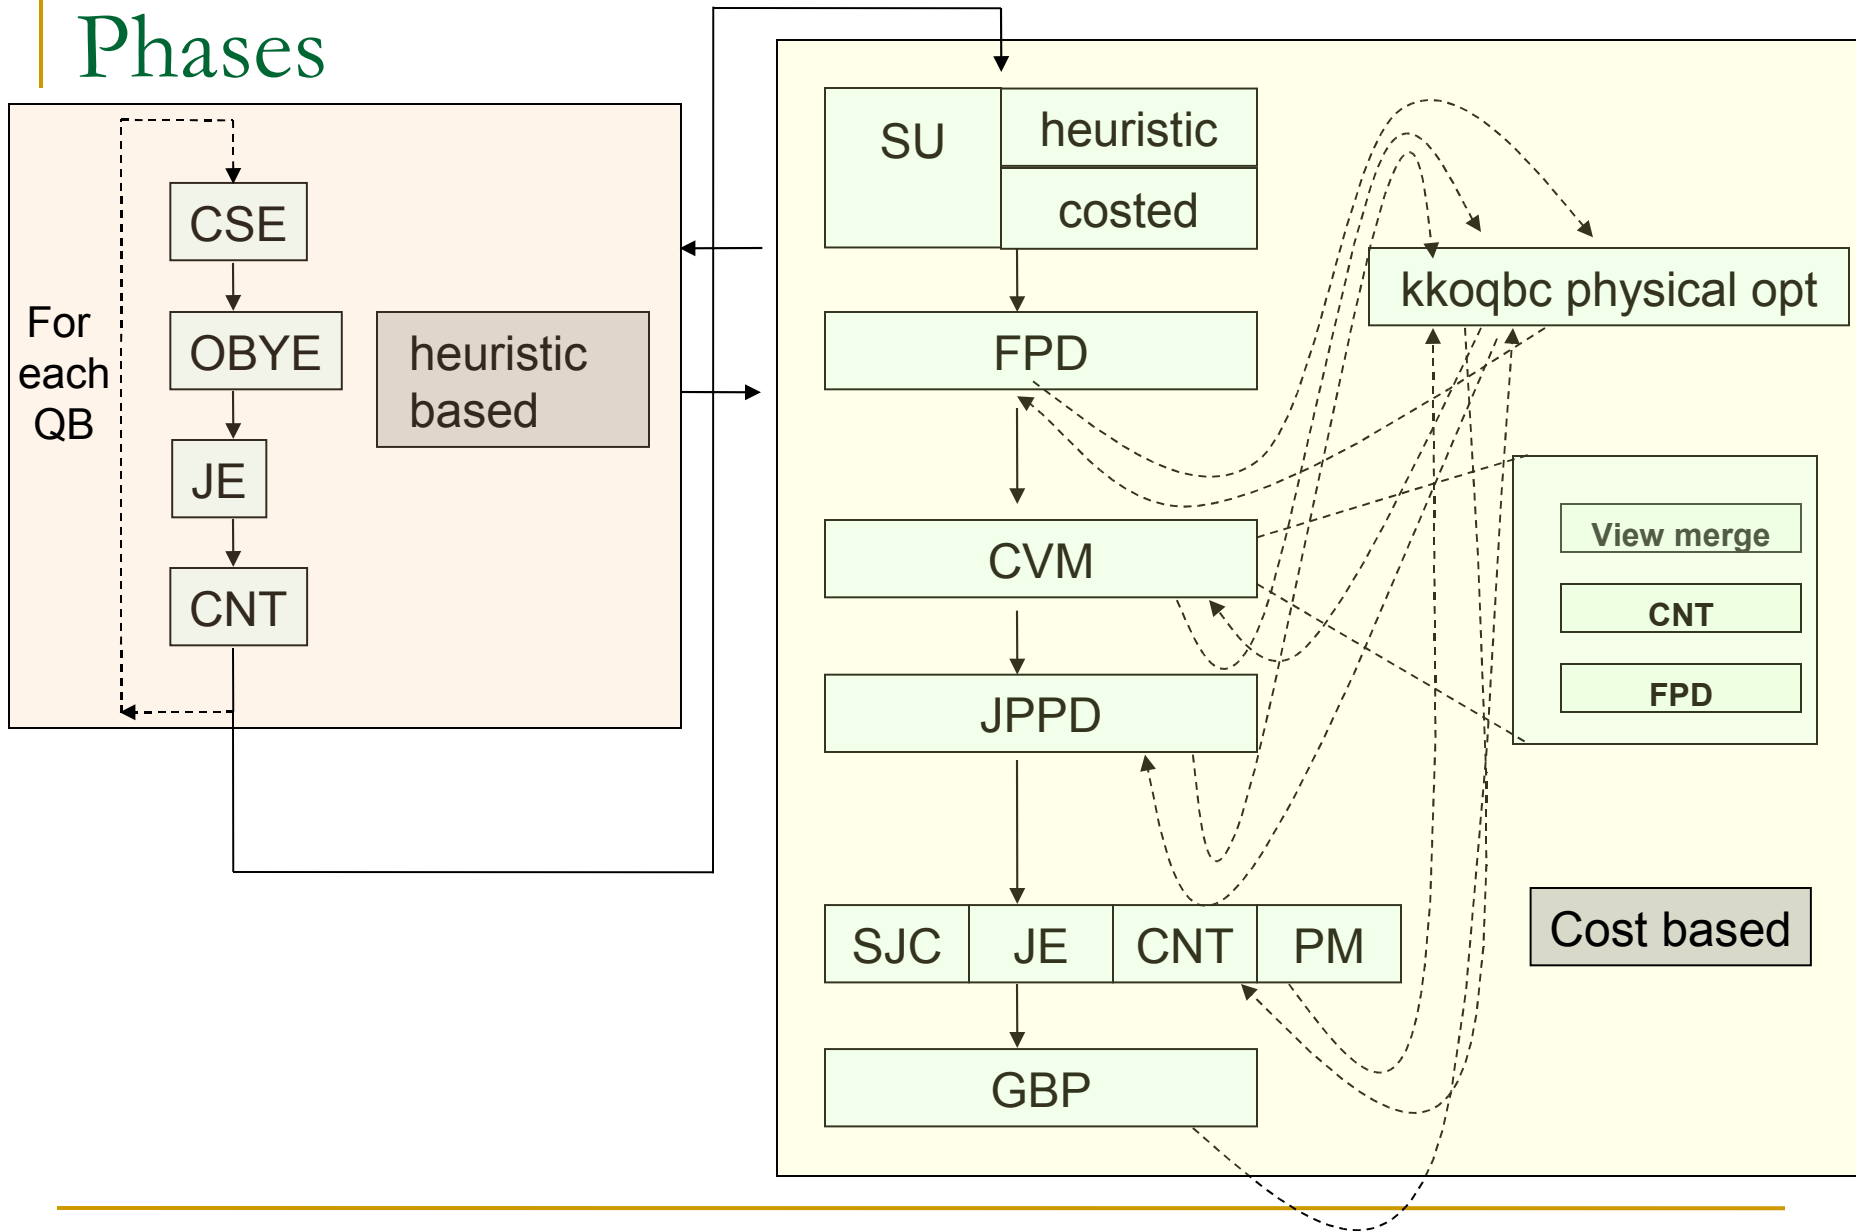 Phases
For
each
QB
CSE
OBYE
JE
CNT
heuristic
based
SU
heuristic
costed
FPD
CVM
JPPD
SJC
JE
CNT
PM
GBP
kkoqbc physical opt
View merge
CNT
FPD
Cost based